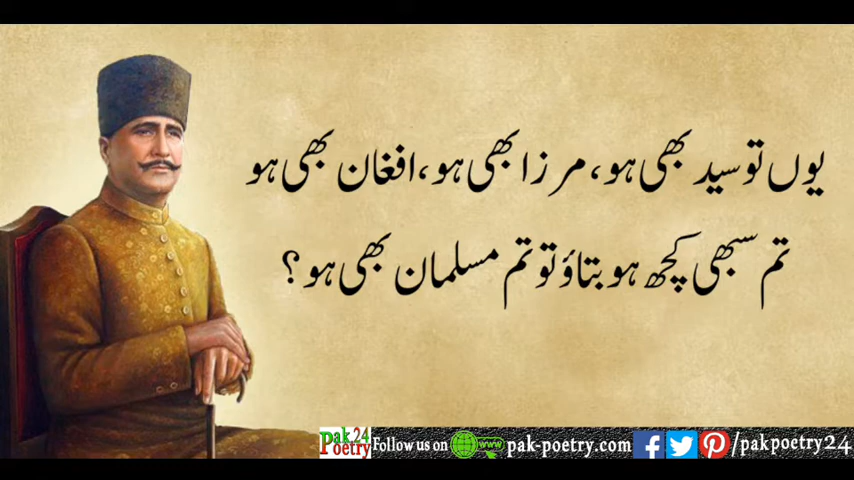 یوں تو سید بھی ہو، مرزا بھی ہو، افغان بھی ہو
تم سبھی کچھ ہو بتاؤ تو تم مسلمان بھی ہو؟
pak24
Poetry
Follow us on www pak-poetry.com /pakpoetry24